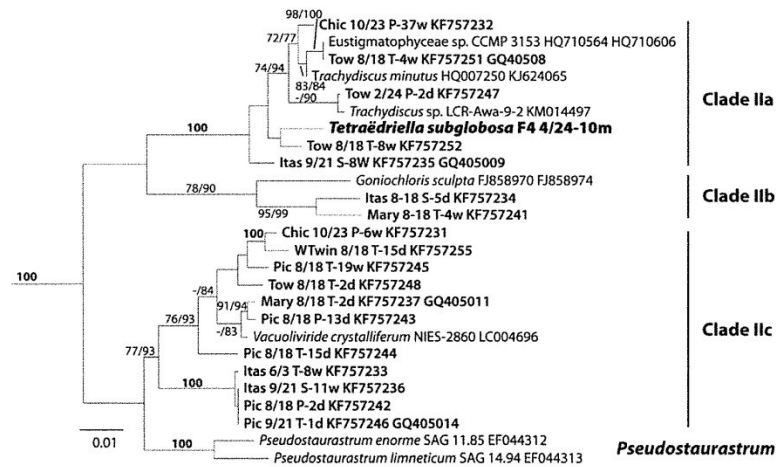 98/100
Chic 10/23 P-37w KF757232
72/77
Eustigmatophyceae sp. CCMP 3153 HQ710564 HQ710606
Tow 8/18 T-4w KF757251 GQ40508
74/94
Trachydiscus minutus HQ007250 KJ624065
83/84
-/90
Tow 2/24 P-2d KF757247
Clade IIa
Trachydiscus sp. LCR-Awa-9-2 KM014497
100
Tetraëdriella subglobosa F4 4/24-10m
Tow 8/18 T-8w KF757252
Itas 9/21 S-8W KF757235 GQ405009
78/90
Goniochloris sculpta FJ858970 FJ858974
Itas 8-18 S-5d KF757234
Clade IIb
95/99
Mary 8-18 T-4w KF757241
100
Chic 10/23 P-6w KF757231
WTwin 8/18 T-15d KF757255
100
Pic 8/18 T-19w KF757245
-/84
Tow 8/18 T-2d KF757248
91/94
Mary 8/18 T-2d KF757237 GQ405011
76/93
Pic 8/18 P-13d KF757243
-/83
Vacuoliviride crystalliferum NIES-2860 LC004696
Clade IIc
77/93
Pic 8/18 T-15d KF757244
Itas 6/3 T-8w KF757233
100
Itas 9/21 S-11w KF757236
Pic 8/18 P-2d KF757242
Pic 9/21 T-1d KF757246 GQ405014
0.01
100
Pseudostaurastrum enorme SAG 11.85 EF044312
Pseudostaurastrum
Pseudostaurastrum limneticum SAG 14.94 EF044313